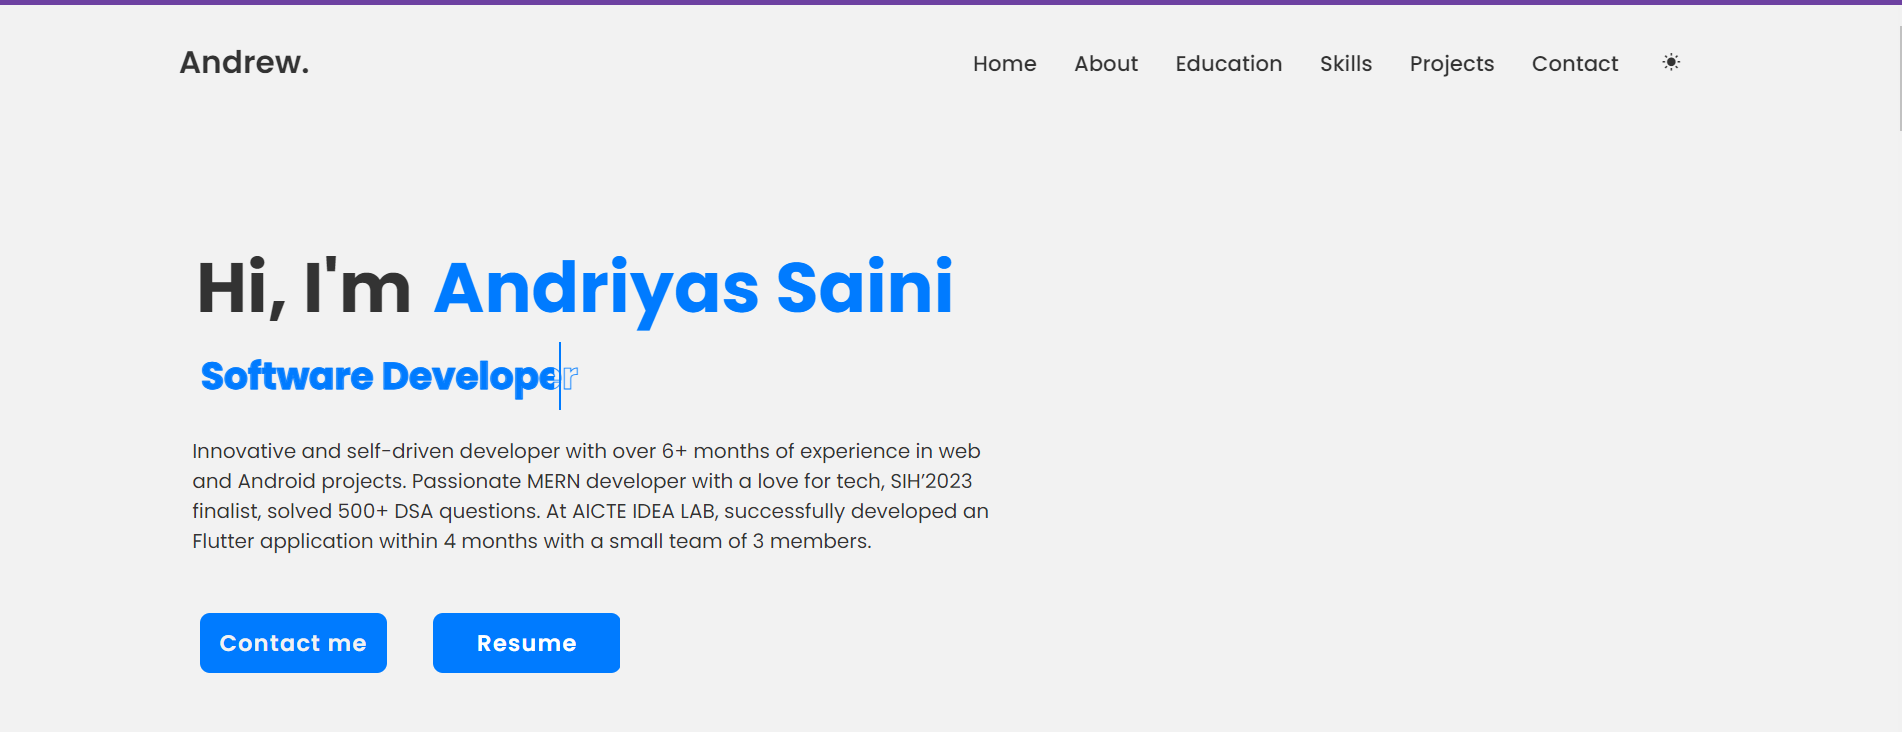 Andrew.
Home About Education Skills Projects Contact
Hi, I'm Andriyas Saini
Software Developer
Innovative and self-driven developer with over 6+ months of experience in web
and Android projects. Passionate MERN developer with a love for tech, SIH’2023
finalist, solved 500+ DSA questions. At AICTE IDEA LAB, successfully developed an
Flutter application within 4 months with a small team of 3 members.
Contact me Resume